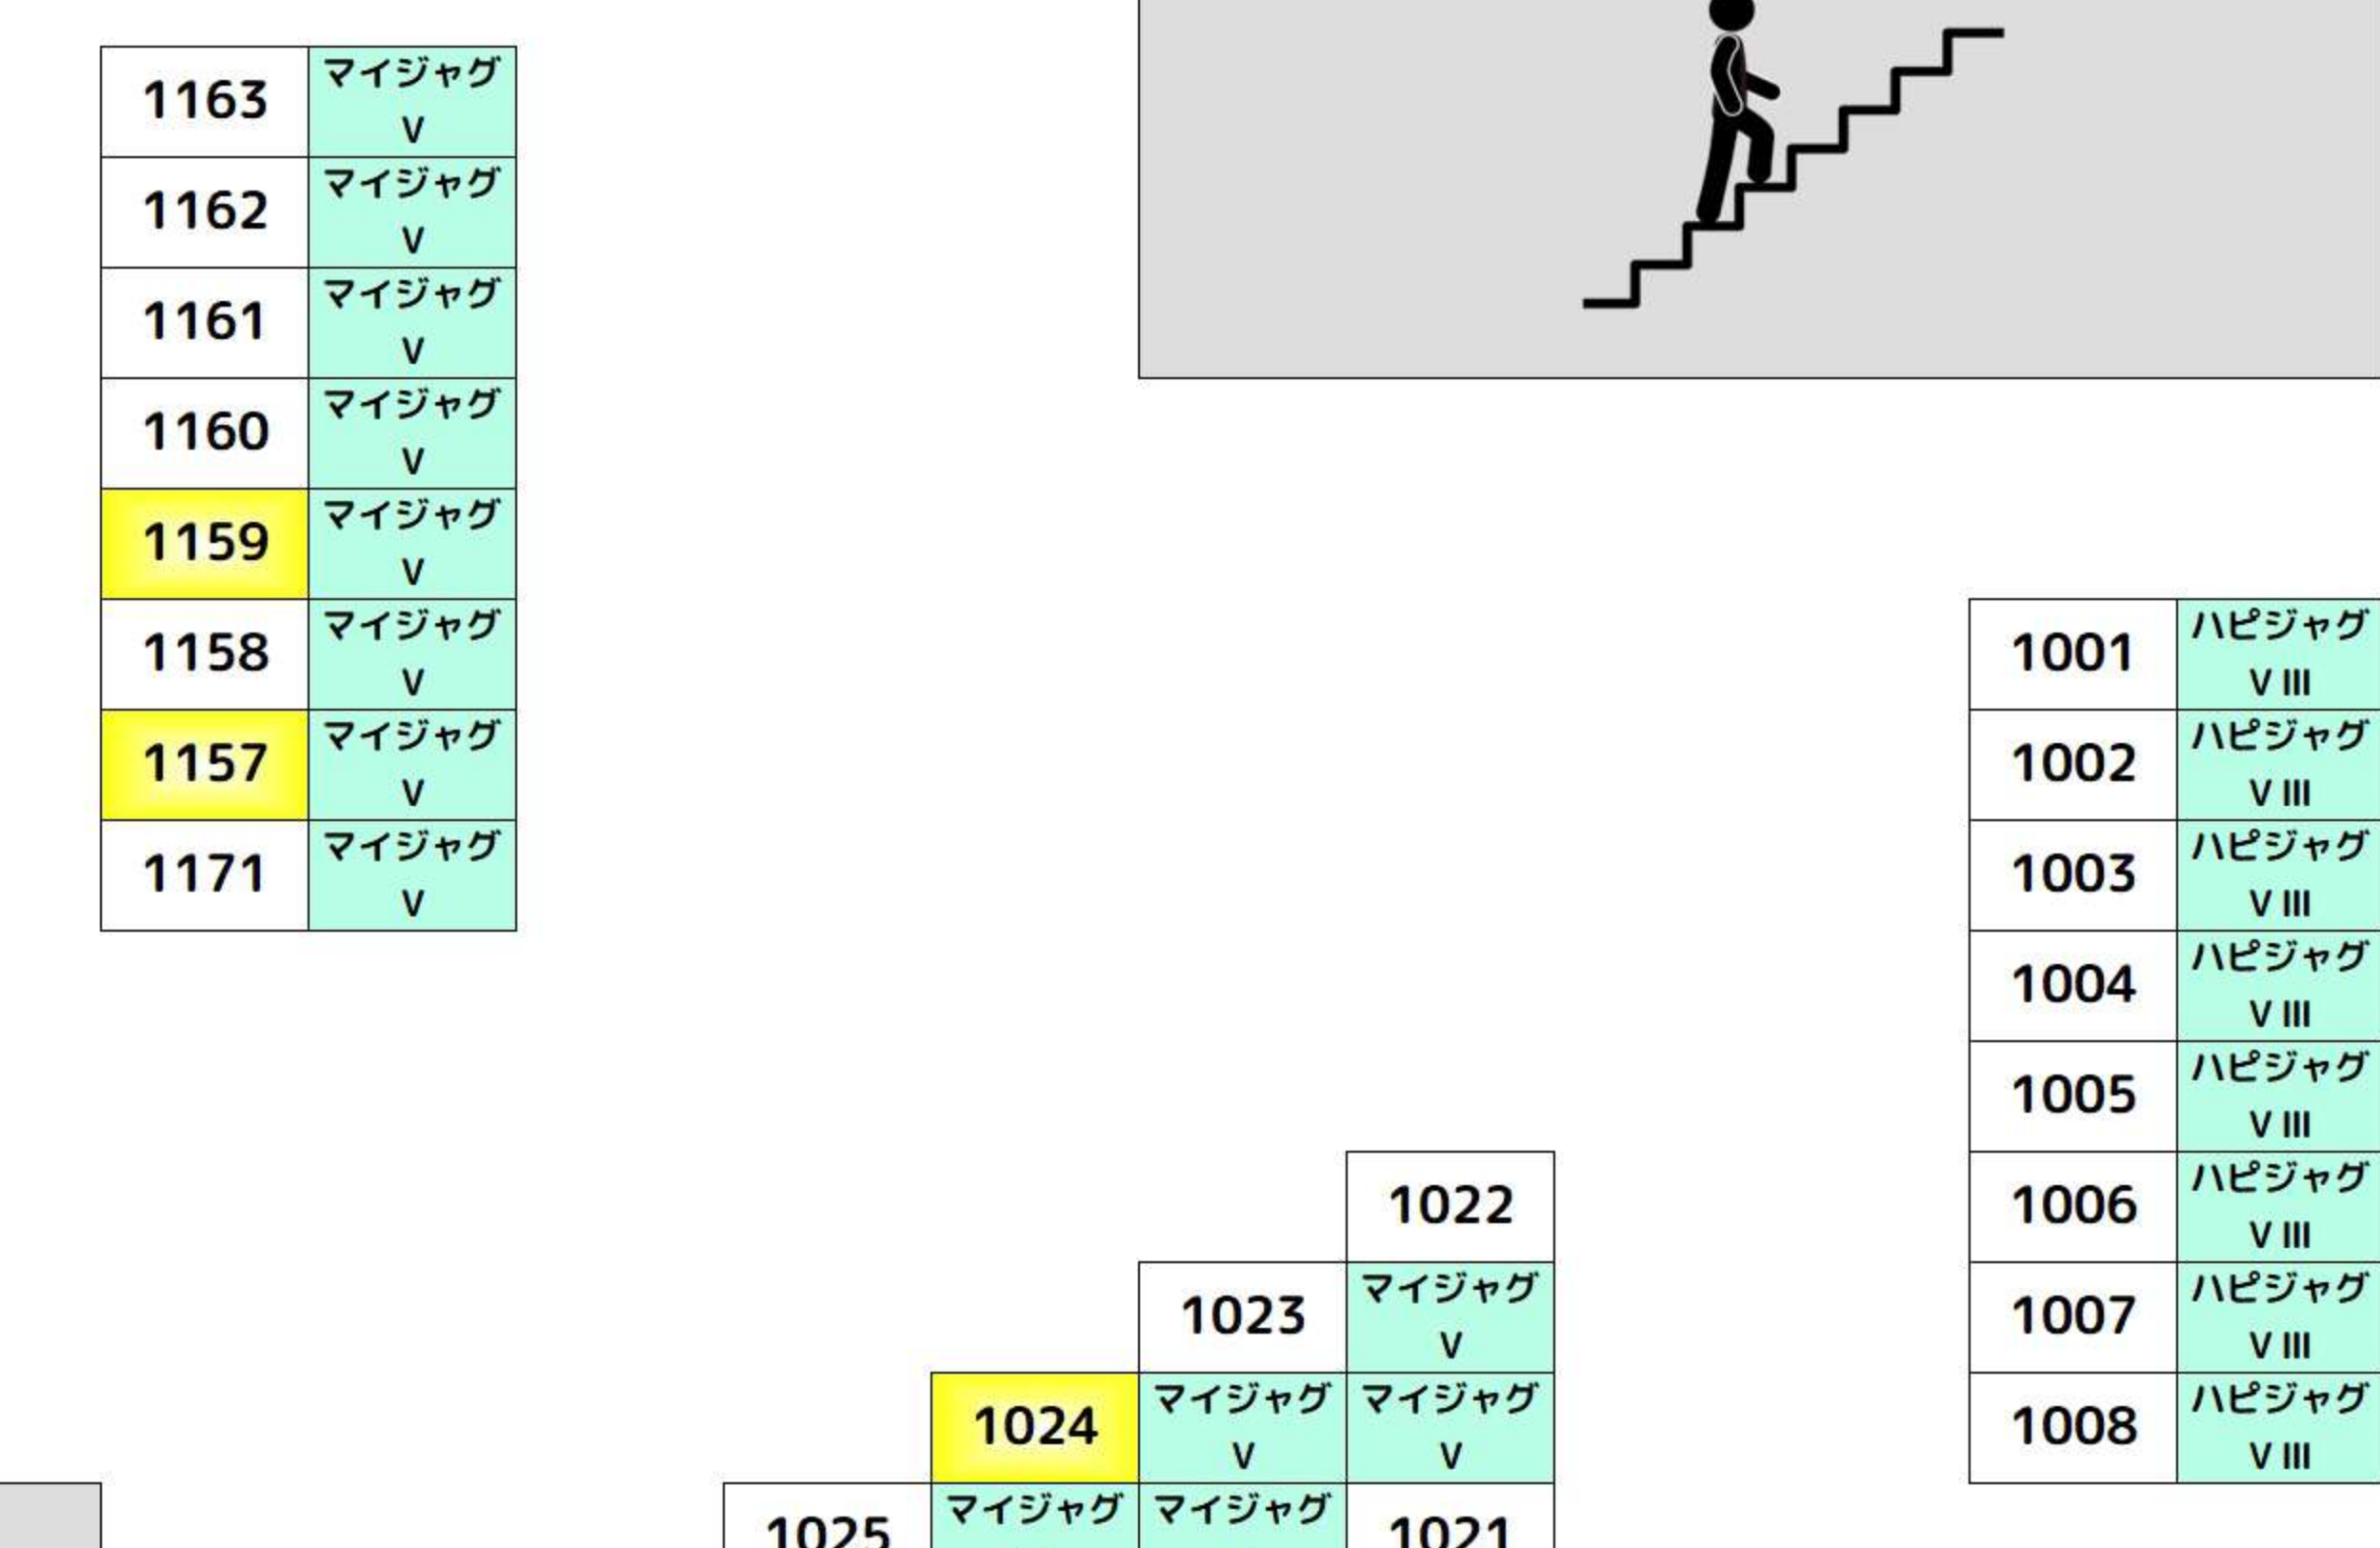 1163 マイジャグ
V
1162 マイジャグ
V
1161 マイジャグ
V
1160 マイジャグ
V
1159 マイジャグ
V
1158 マイジャグ
V
1157 マイジャグ
V
1171 マイジャグ
V
1022
1023 マイジャグ
V
1024 マイジャグ マイジャグ
V V
1025 マイジャグ マイジャグ 1021
1001 ハピジャグ
V III
1002 ハピジャグ
V III
1003 ハピジャグ
V III
1004 ハピジャグ
V III
1005 ハピジャグ
V III
1006 ハピジャグ
V III
1007 ハピジャグ
V III
1008 ハピジャグ
V III